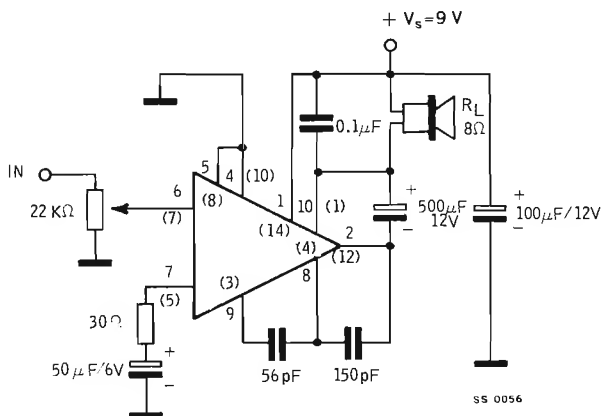 + Vs=9 V
0.1µF
RL
8Ω
5
4
(10)
(8)
IN
6
(7)
22 KΩ
1
(14)
10
(1)
+
500µF
12V
-
+
100µF/12V
-
2
(12)
(4)
8
7
(5)
(3)
9
30Ω
+
50µF/6V
-
56pF
150pF
SS 0056